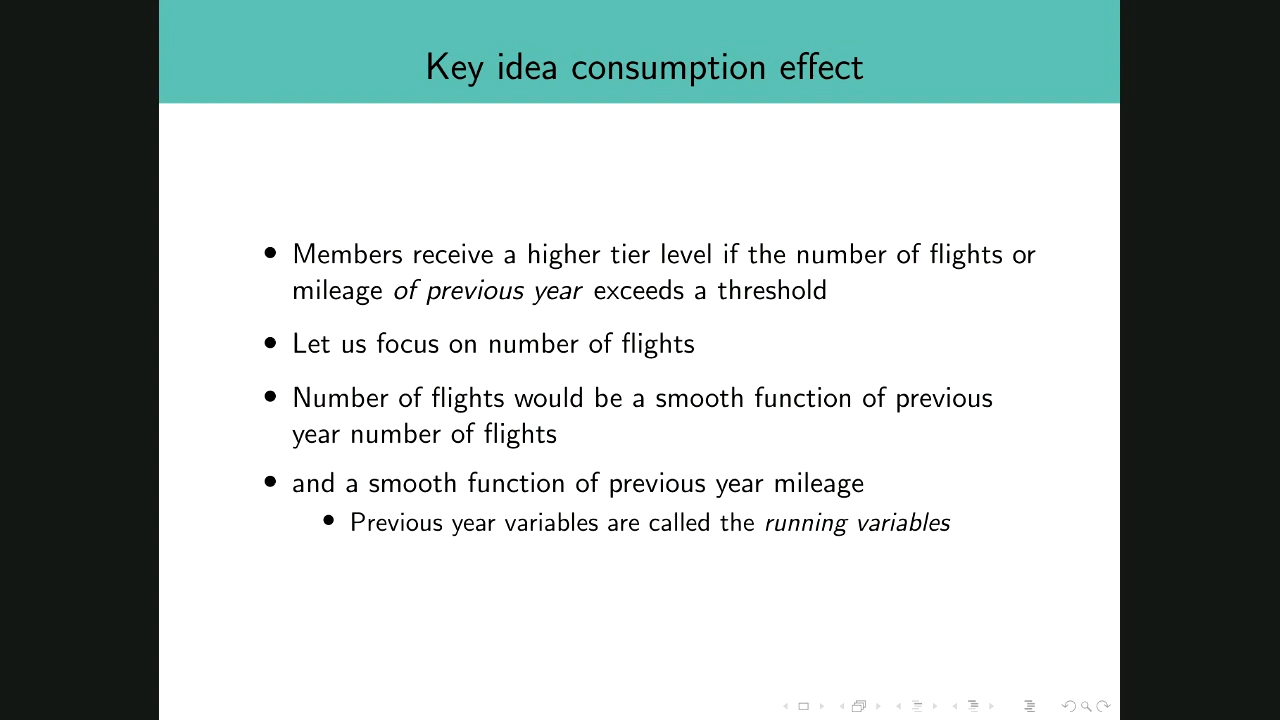 Key idea consumption effect
• Members receive a higher tier level if the number of flights or
mileage of previous year exceeds a threshold
• Let us focus on number of flights
• Number of flights would be a smooth function of previous
year number of flights
• and a smooth function of previous year mileage
• Previous year variables are called the running variables